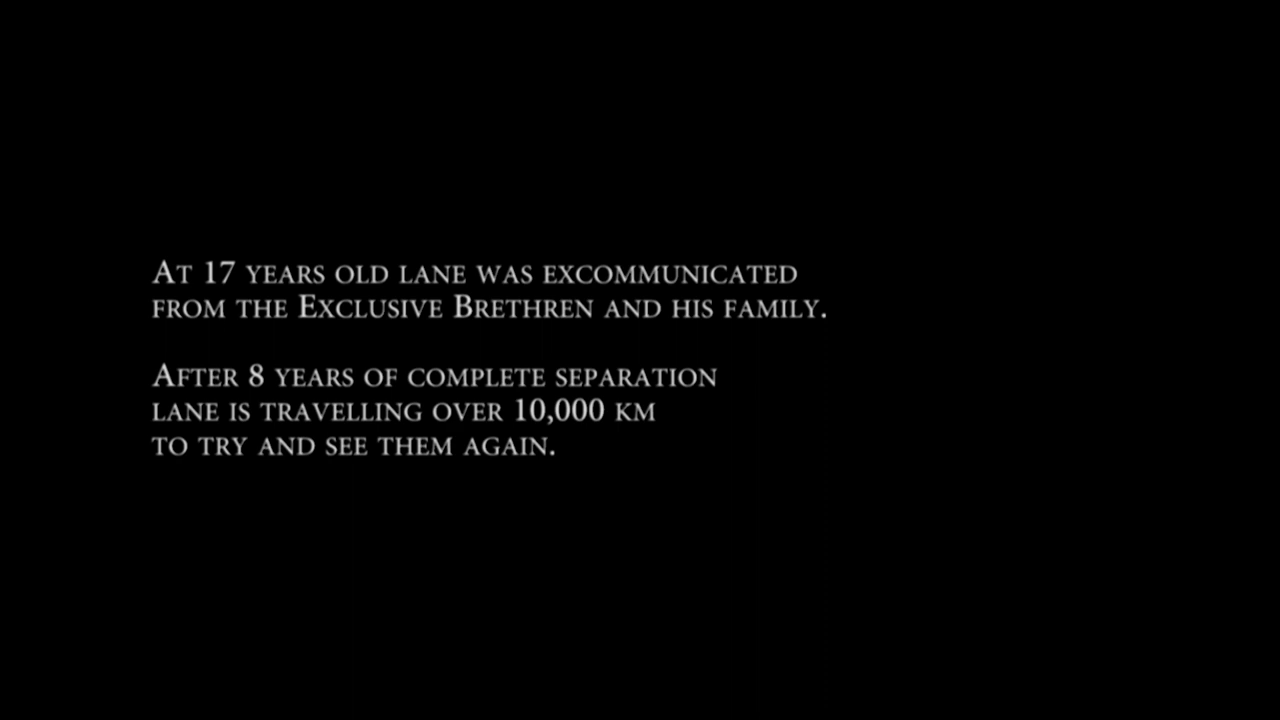 At 17 years old lane was excommunicated
from the Exclusive Brethren and his family.
After 8 years of complete separation
lane is travelling over 10,000 km
to try and see them again.